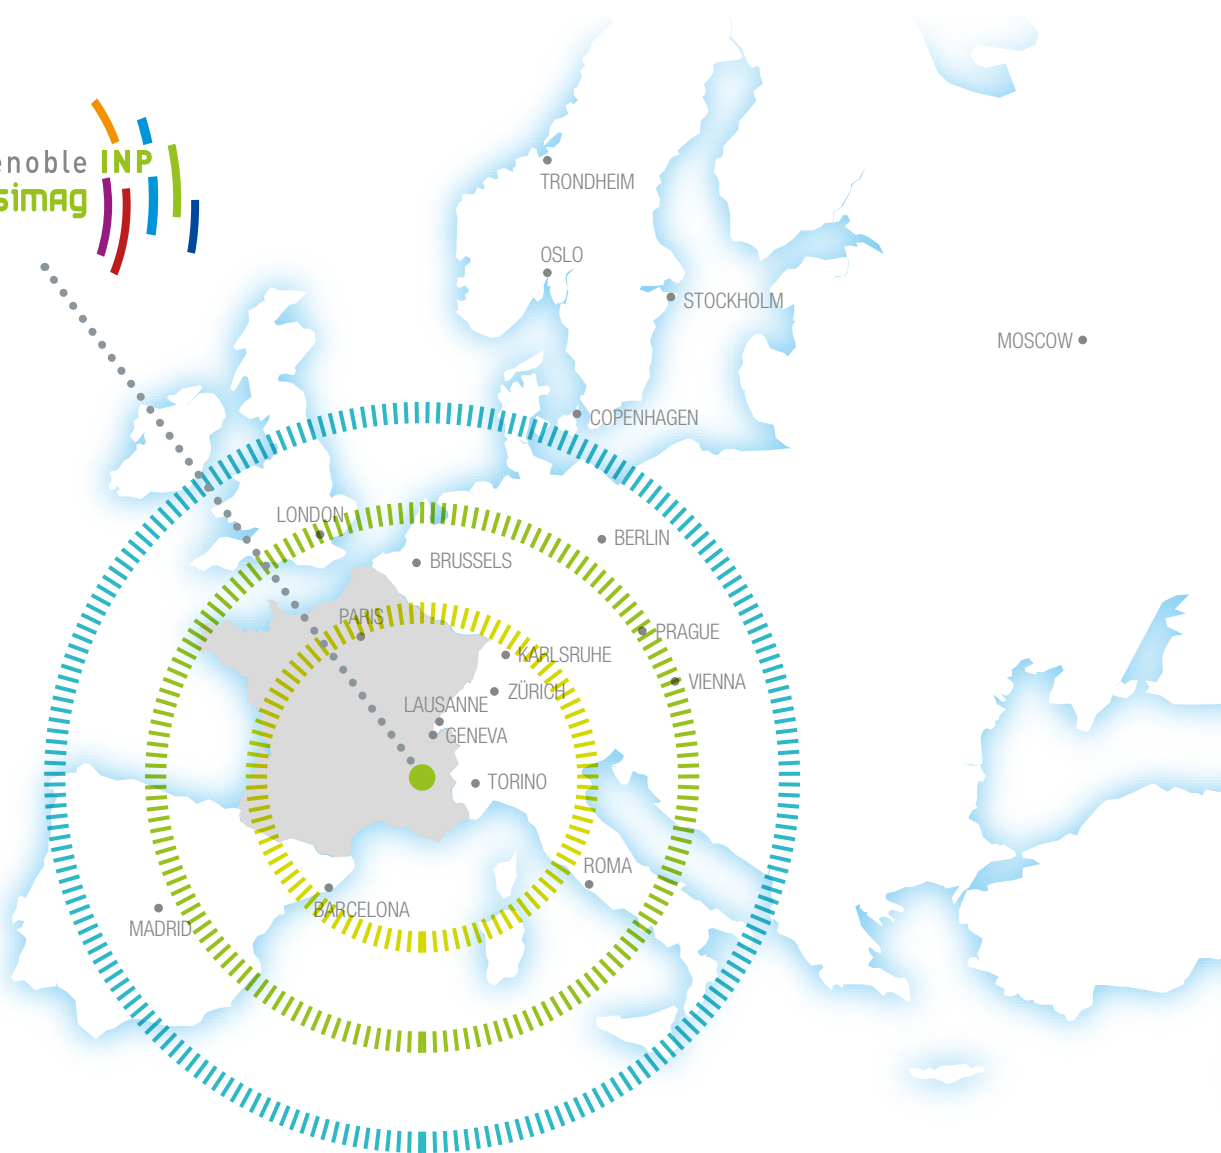 enoble INP
simag
TRONDHEIM
OSLO
STOCKHOLM
MOSCOW
COPENHAGEN
LONDON
BERLIN
BRUSSELS
PARIS
PRAGUE
KARLSRUHE
VIENNA
ZÜRICH
LAUSANNE
GENEVA
TORINO
ROMA
BARCELONA
MADRID